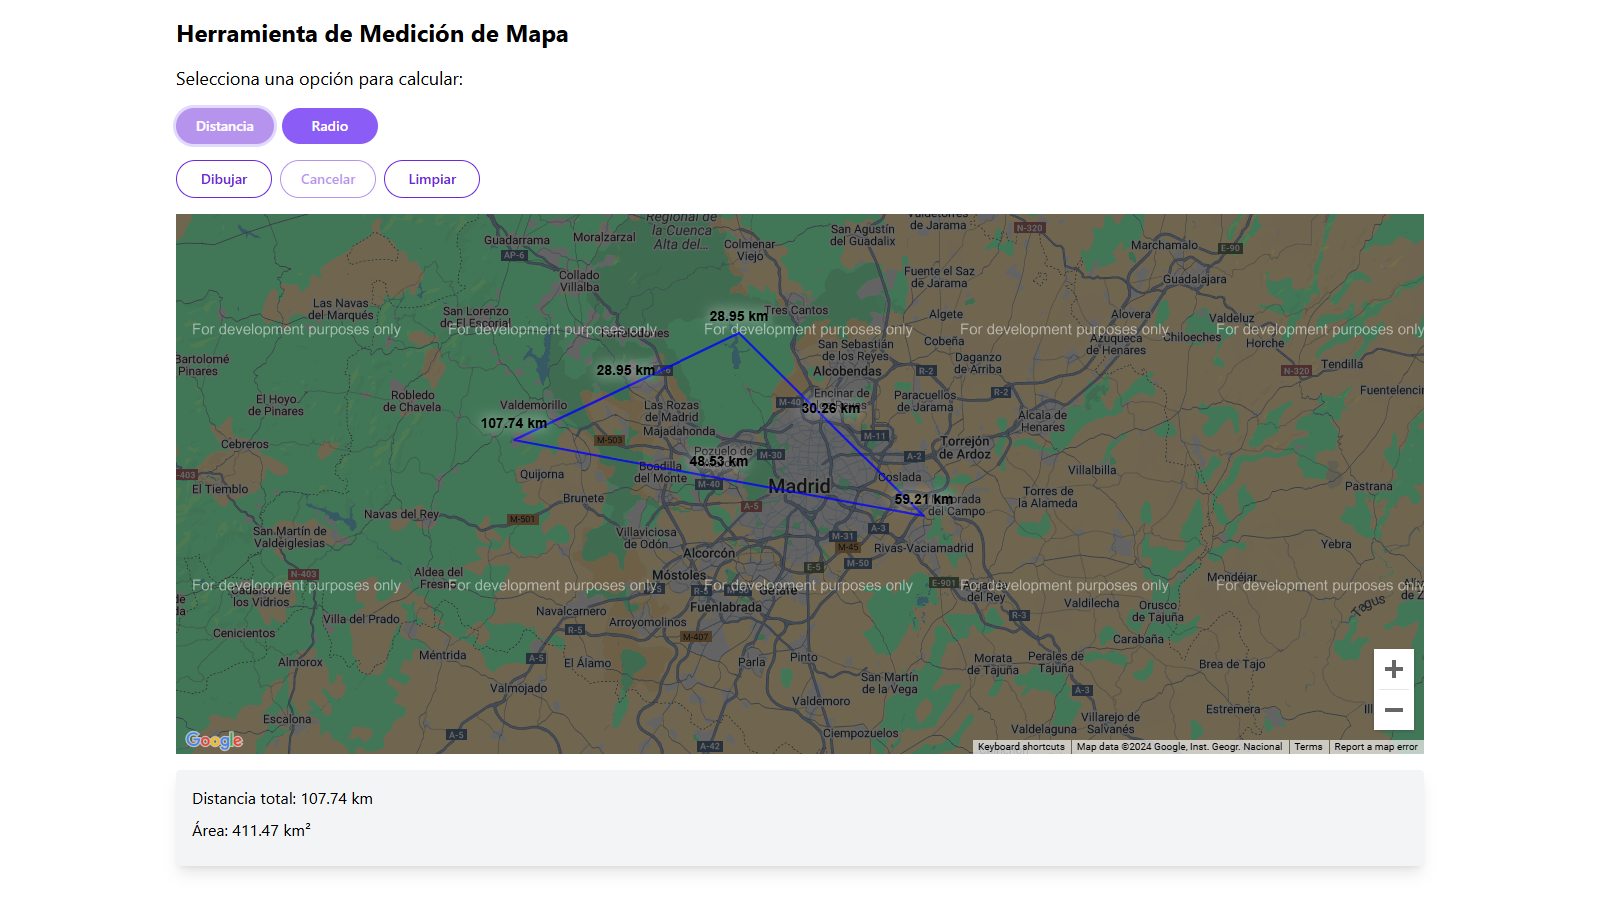 Herramienta de Medición de Mapa
Selecciona una opción para calcular:
Distancia
Radio
Dibujar
Cancelar
Limpiar
Regional de
la Cuenca
Alta del...
Guadarrama
Moralzarzal
AP-6
Colmenar
Viejo
San Agustín
del Guadalix
Valdetorres
de Jarama
N-320
Marchamalo
E-90
Collado
Villalba
Fuente el Saz
de Jarama
Guadalajara
Las Navas
del Marqués
San Lorenzo
de El Escorial
28.95 km
Tres Cantos
Algete
Alovera
Valdeluz
For development purposes only
For development purposes only
For development purposes only
For development purposes only
For development purposes only
Torrelodones
San Sebastián
de los Reyes
Cobeña
Azuqueca
de Henares
Chiloeches
Horche
Bartolomé
Pinares
28.95 km
A-6
Alcobendas
R-2
Daganzo
de Arriba
N-320
Tendilla
El Hoyo
de Pinares
Robledo
de Chavela
Valdemorillo
Las Rozas
de Madrid
Majadahonda
M-40
Encinar de
30.26 km
Paracuellos
de Jarama
R-2
Alcala de
Henares
Fuentelencin
107.74 km
M-503
M-11
Cebreros
48.53 km
Pozuelo de
M-30
A-2
Torrejón
de Ardoz
-403
El Tiemblo
Quijorna
Boadilla
del Monte
M-40
Madrid
Coslada
Villalbilla
Pastrana
Brunete
A-5
59.21 km
del Campo
Torres de
la Alameda
Navas del Rey
M-501
San Martín de
Valdeiglesias
Villaviciosa
de Odón
M-31
A-3
M-45
Rivas-Vaciamadrid
Yebra
Alcorcón
M-50
N-403
Aldea del
Fresno
Móstoles
E-5
E-901
Mondéjar
For development purposes only
For development purposes only
For development purposes only
For development purposes only
For development purposes only
Cadalso de
los Vidrios
R-5
M-50
Getafe
del Rey
Valdilecha
Orusco
de Tajuña
Tagus
Villa del Prado
Navalcarnero
Arroyomolinos
Fuenlabrada
R-3
Cenicientos
R-5
M-407
Carabaña
Almorox
Méntrida
A-5
El Álamo
Parla
Pinto
Morata
de Tajuña
Perales de
Tajuña
Brea de Tajo
Valmojado
San Martín
de la Vega
A-3
Valdemoro
Estremera
Escalona
A-5
A-42
Ciempozuelos
Valdelaguna
Villarejo de
Salvanés
Google
Keyboard shortcuts
Map data ©2024 Google, Inst. Geogr. Nacional
Terms
Report a map error
Distancia total: 107.74 km
Área: 411.47 km²